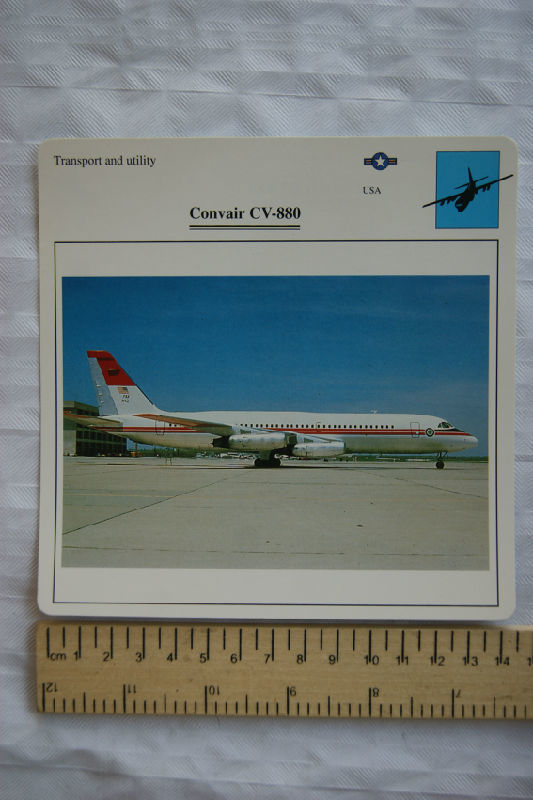 Transport and utility
USA
Convair CV-880
cm 1 2 3 4 5 6 7 8 9 10 11 12 13 14
12 11 10 9 8 7